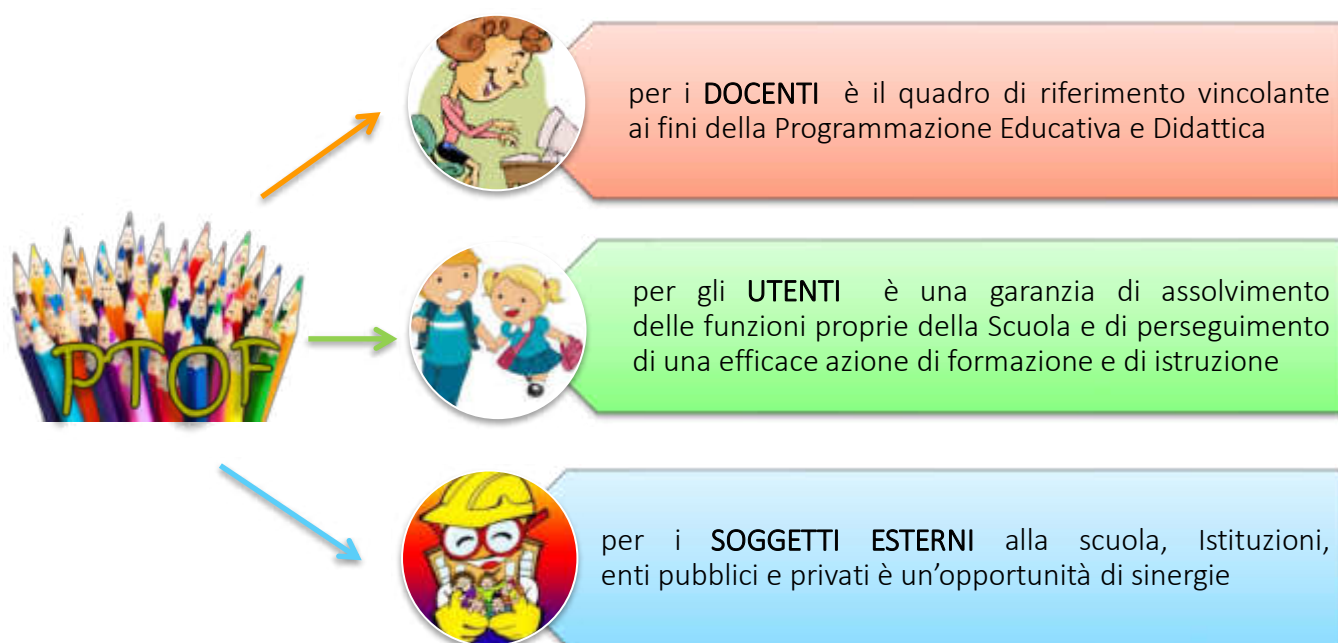 PTOF
per i DOCENTI è il quadro di riferimento vincolante
ai fini della Programmazione Educativa e Didattica
per gli UTENTI è una garanzia di assolvimento
delle funzioni proprie della Scuola e di perseguimento
di una efficace azione di formazione e di istruzione
per i SOGGETTI ESTERNI alla scuola, Istituzioni,
enti pubblici e privati è un’opportunità di sinergie